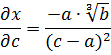 ∂x/∂c = (−a · ∛b)/(c − a)²